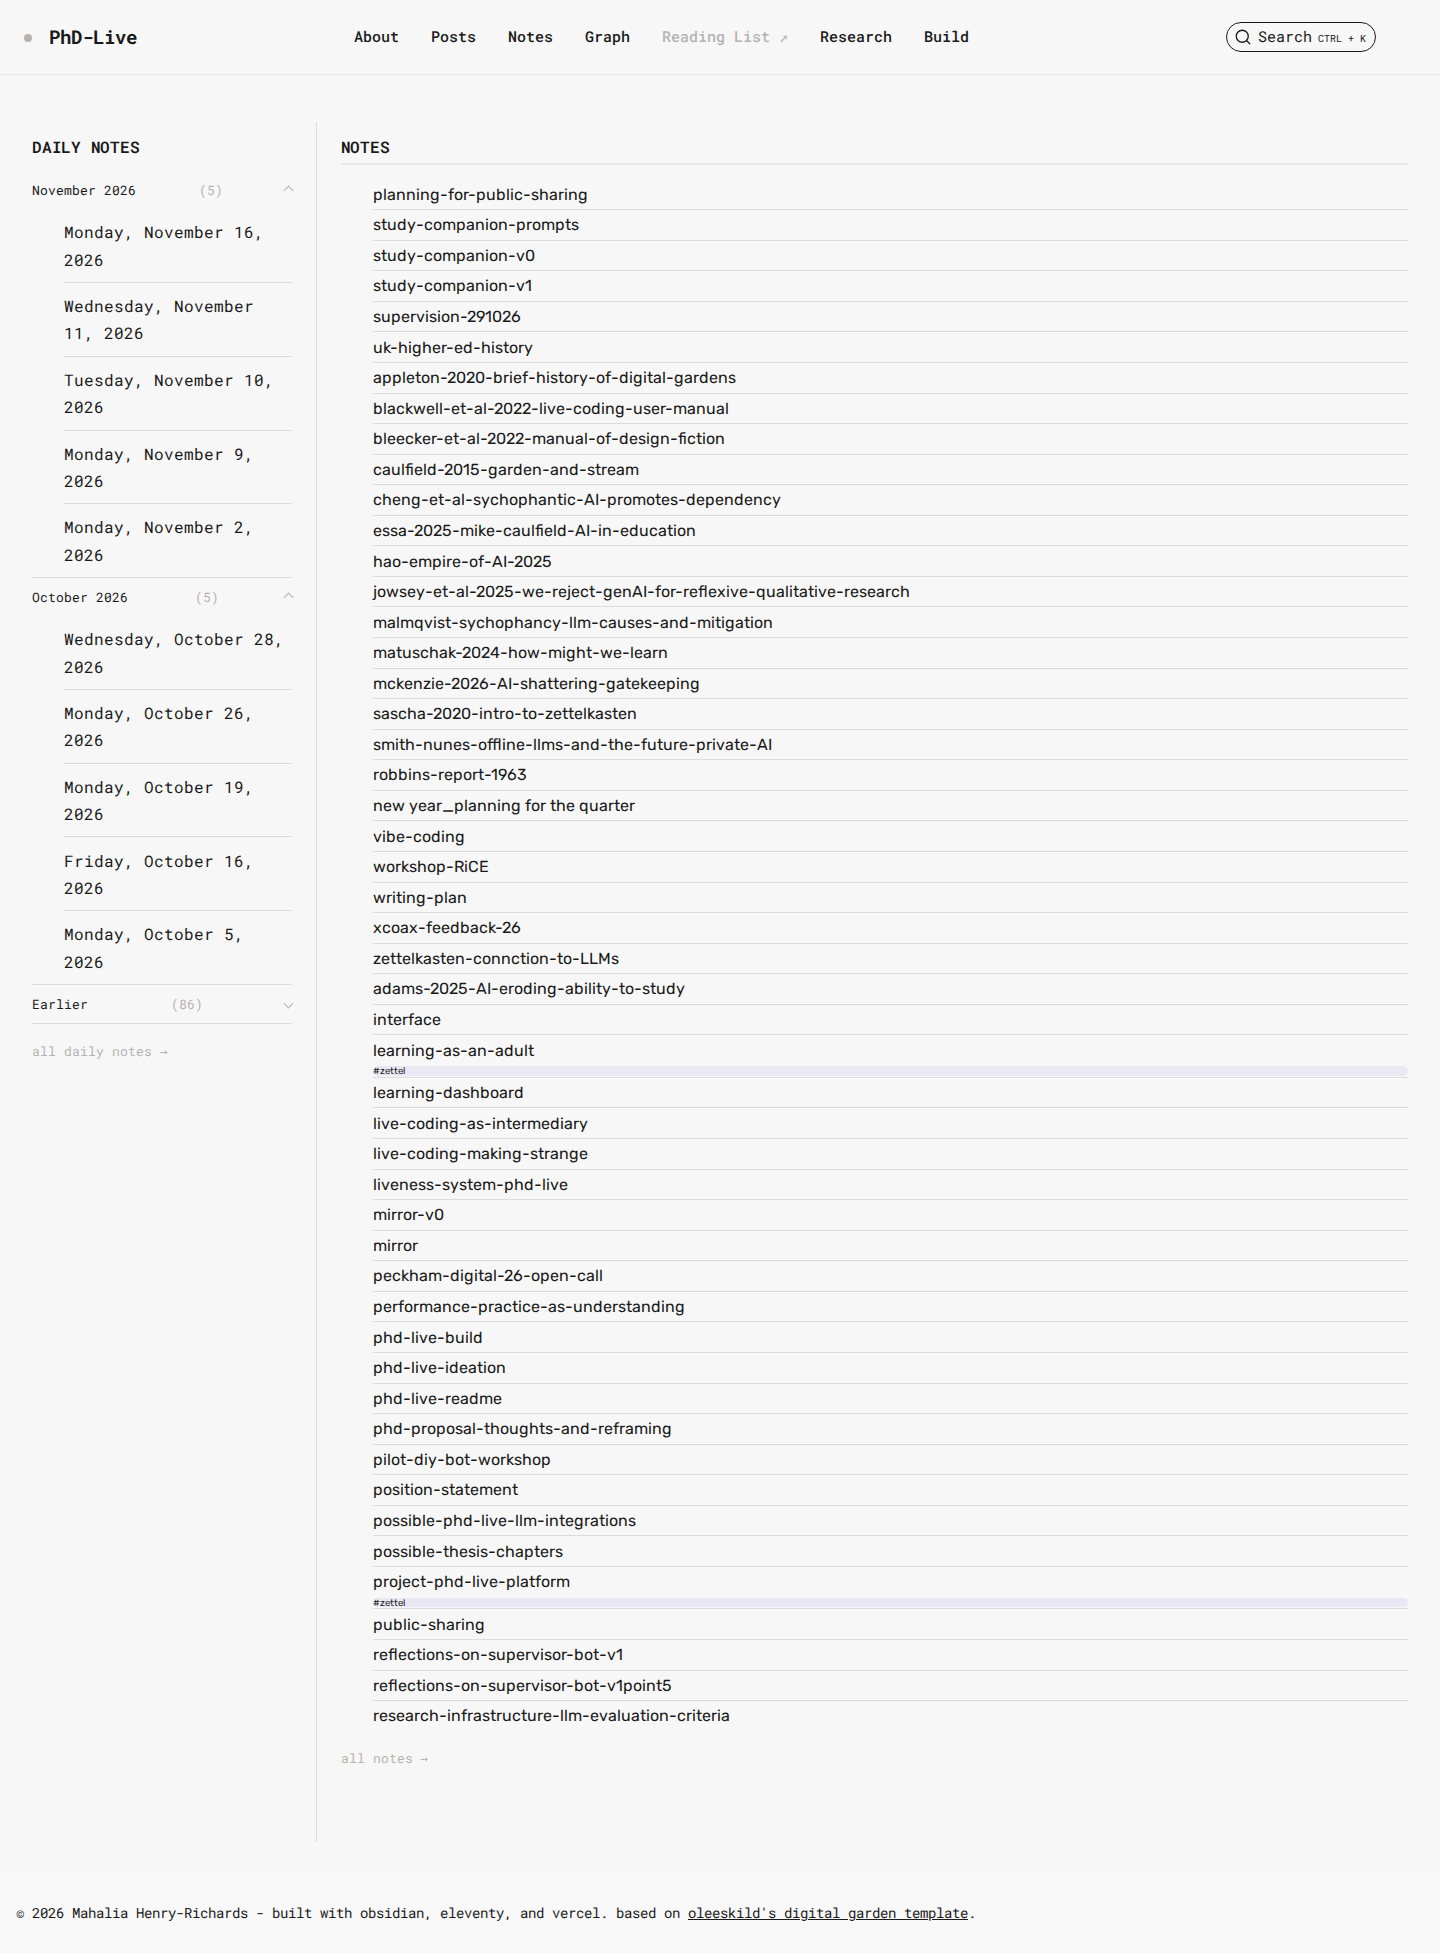 PhD-Live
About Posts Notes Graph Reading List ↗ Research Build
Search CTRL + K
DAILY NOTES
November 2026 (5)
Monday, November 16,
2026
Wednesday, November
11, 2026
Tuesday, November 10,
2026
Monday, November 9,
2026
Monday, November 2,
2026
October 2026 (5)
Wednesday, October 28,
2026
Monday, October 26,
2026
Monday, October 19,
2026
Friday, October 16,
2026
Monday, October 5,
2026
Earlier (86)
all daily notes →
NOTES
planning-for-public-sharing
study-companion-prompts
study-companion-v0
study-companion-v1
supervision-291026
uk-higher-ed-history
appleton-2020-brief-history-of-digital-gardens
blackwell-et-al-2022-live-coding-user-manual
bleecker-et-al-2022-manual-of-design-fiction
caulfield-2015-garden-and-stream
cheng-et-al-sychophantic-AI-promotes-dependency
essa-2025-mike-caulfield-AI-in-education
hao-empire-of-AI-2025
jowsey-et-al-2025-we-reject-genAI-for-reflexive-qualitative-research
malmqvist-sychophancy-llm-causes-and-mitigation
matuschak-2024-how-might-we-learn
mckenzie-2026-AI-shattering-gatekeeping
sascha-2020-intro-to-zettelkasten
smith-nunes-offline-llms-and-the-future-private-AI
robbins-report-1963
new year_planning for the quarter
vibe-coding
workshop-RiCE
writing-plan
xcoax-feedback-26
zettelkasten-connction-to-LLMs
adams-2025-AI-eroding-ability-to-study
interface
learning-as-an-adult
#zettel
learning-dashboard
live-coding-as-intermediary
live-coding-making-strange
liveness-system-phd-live
mirror-v0
mirror
peckham-digital-26-open-call
performance-practice-as-understanding
phd-live-build
phd-live-ideation
phd-live-readme
phd-proposal-thoughts-and-reframing
pilot-diy-bot-workshop
position-statement
possible-phd-live-llm-integrations
possible-thesis-chapters
project-phd-live-platform
#zettel
public-sharing
reflections-on-supervisor-bot-v1
reflections-on-supervisor-bot-v1point5
research-infrastructure-llm-evaluation-criteria
all notes →
© 2026 Mahalia Henry-Richards - built with obsidian, eleventy, and vercel. based on oleeskild's digital garden template.